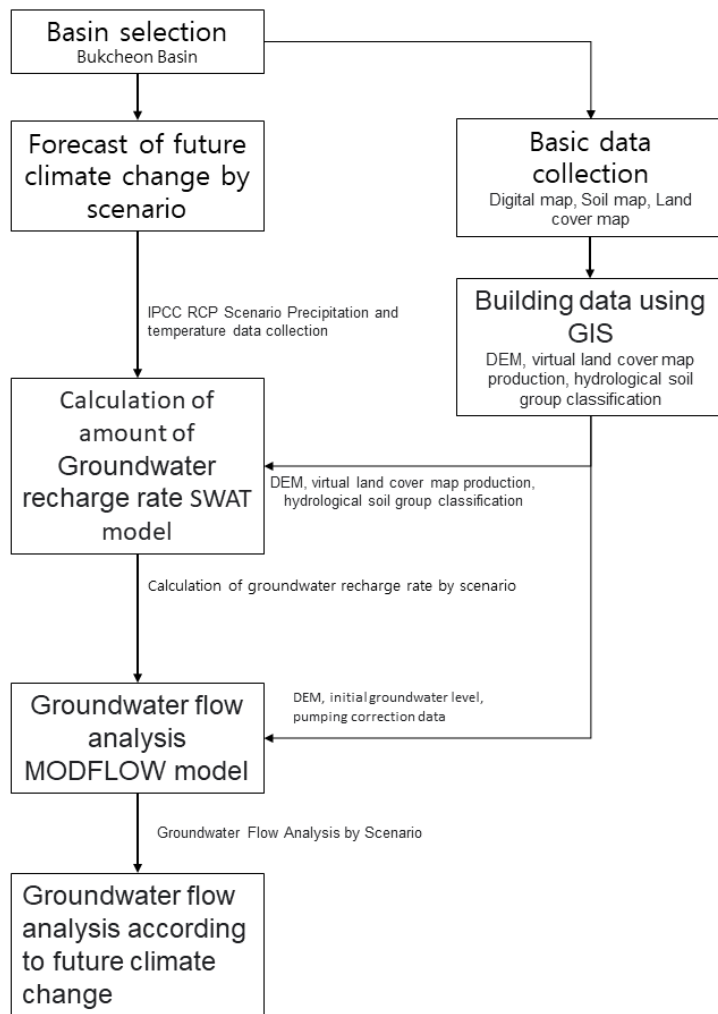 Basin selection
Bukcheon Basin
Forecast of future
climate change by
scenario
Basic data
collection
Digital map, Soil map, Land
cover map
IPCC RCP Scenario Precipitation and
temperature data collection
Building data using
GIS
DEM, virtual land cover map
production, hydrological soil
group classification
Calculation of
amount of
Groundwater
recharge rate SWAT
model
DEM, virtual land cover map production,
hydrological soil group classification
Calculation of groundwater recharge rate by scenario
Groundwater flow
analysis
MODFLOW model
DEM, initial groundwater level,
pumping correction data
Groundwater Flow Analysis by Scenario
Groundwater flow
analysis according
to future climate
change